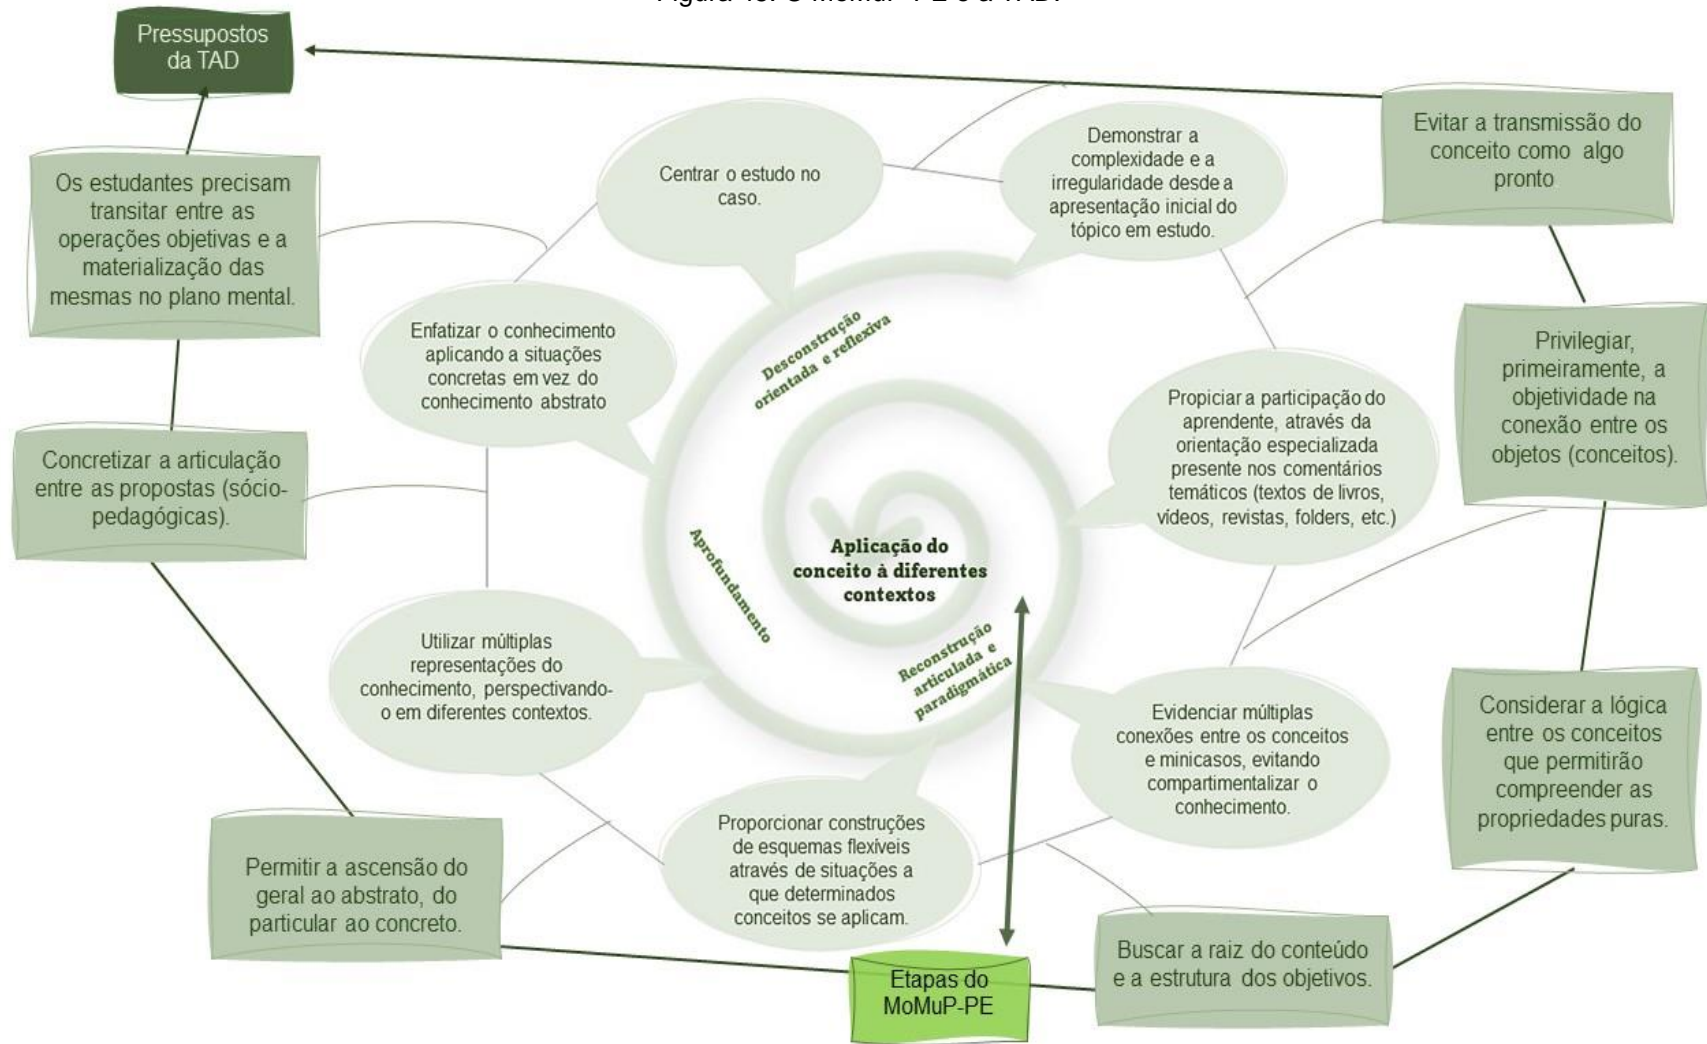 Figura 48: O MoMuP-PE e a TAD.
Pressupostos
da TAD
Os estudantes precisam
transitar entre as
operações objetivas e a
materialização das
mesmas no plano mental.
Concretizar a articulação
entre as propostas (sócio-
pedagógicas).
Permitir a ascensão do
geral ao abstrato, do
particular ao concreto.
Centrar o estudo no
caso.
Demonstrar a
complexidade e a
irregularidade desde a
apresentação inicial do
tópico em estudo.
Enfatizar o conhecimento
aplicando a situações
concretas em vez do
conhecimento abstrato
Propiciar a participação do
aprendente, através da
orientação especializada
presente nos comentários
temáticos (textos de livros,
vídeos, revistas, folders, etc.)
Utilizar múltiplas
representações do
conhecimento, perspectivando-
o em diferentes contextos.
Evidenciar múltiplas
conexões entre os conceitos
e minicasos, evitando
compartimentalizar o
conhecimento.
Proporcionar construções
de esquemas flexíveis
através de situações a
que determinados
conceitos se aplicam.
Desconstrução
orientada e reflexiva
Aprofundamento
Aplicação do
conceito à diferentes
contextos
Reconstrução
articulada e
paradigmática
Evitar a transmissão do
conceito como algo
pronto
Privilegiar,
primeiramente, a
objetividade na
conexão entre os
objetos (conceitos).
Considerar a lógica
entre os conceitos
que permitirão
compreender as
propriedades puras.
Buscar a raiz do conteúdo
e a estrutura dos objetivos.
Etapas do
MoMuP-PE